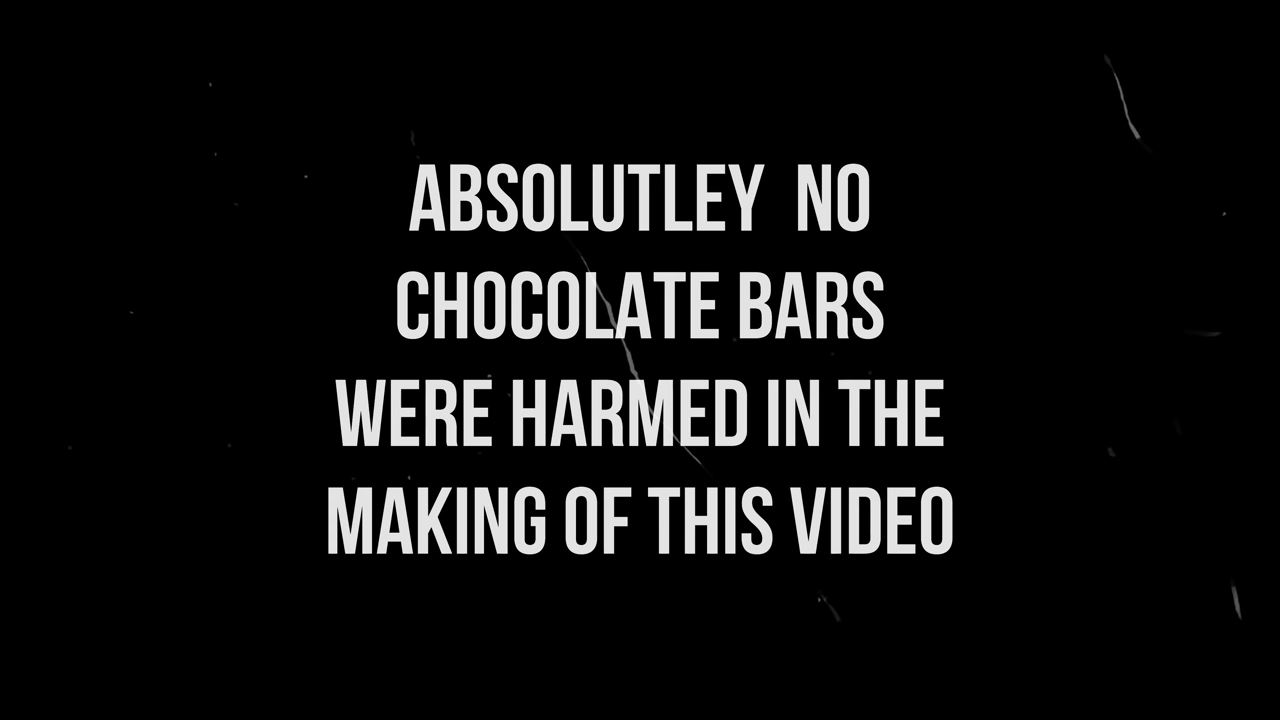 ABSOLUTLEY  NO
CHOCOLATE BARS
WERE HARMED IN THE
MAKING OF THIS VIDEO